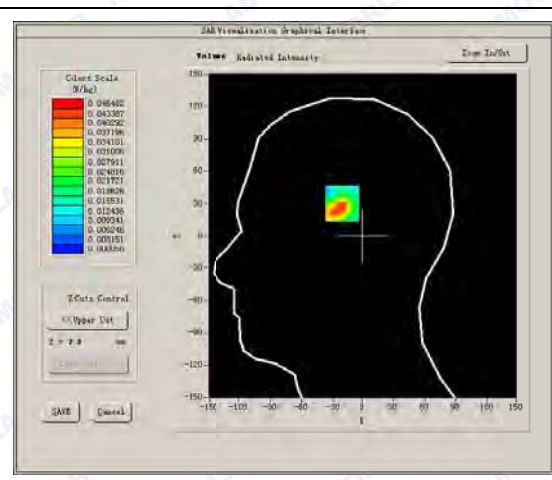 SAR Visualisation Graphical Interface
Volume Radiated Intensity
Zoom In/Out
Colors Scale
(W/kg)
0.046482
0.043387
0.040292
0.037196
0.034101
0.031006
0.027911
0.024816
0.021721
0.018626
0.015531
0.012436
0.009341
0.006246
0.003151
150
120
90
60
30
0
-30
-60
-90
-120
-150
-150 -120 -90 -60 -30 0 30 60 90 120 150
X
Z-Cuts Control
<<Upper Cut
mm
SAVE
Cancel